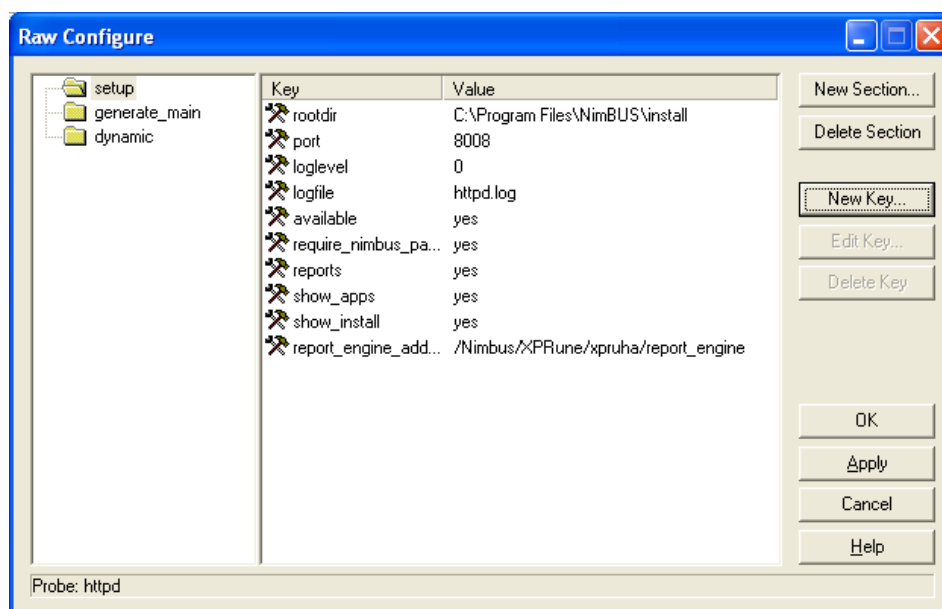 Raw Configure
setup
generate_main
dynamic
Key Value
rootdir C:\Program Files\NimBUS\install
port 8008
loglevel 0
logfile httpd.log
available yes
require_nimbus_pa... yes
reports yes
show_apps yes
show_install yes
report_engine_add... /Nimbus/XPRune/xpruha/report_engine
New Section...
Delete Section
New Key...
Edit Key...
Delete Key
OK
Apply
Cancel
Help
Probe: httpd